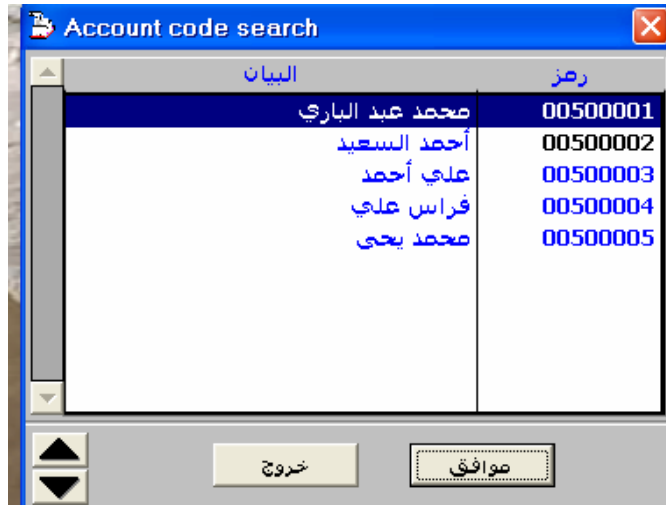 Account code search
رمز البيان
00500001 محمد عبد الباري
00500002 أحمد السعيد
00500003 علي أحمد
00500004 فراس علي
00500005 محمد يحى
موافق خروج